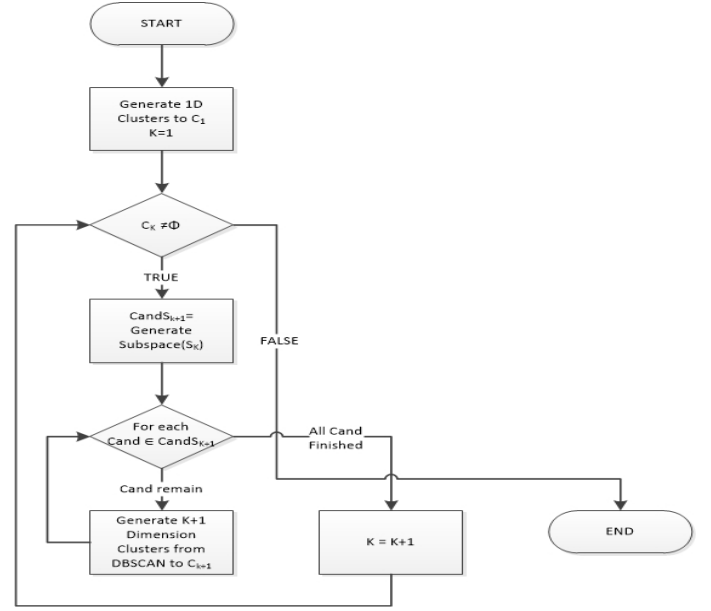 START
Generate 1D
Clusters to C₁
K=1
Cₖ ≠Φ
TRUE
CandSₖ₊₁=
Generate
Subspace(Sₖ)
FALSE
For each
Cand ∈ CandSₖ₊₁
All Cand
Finished
Cand remain
Generate K+1
Dimension
Clusters from
DBSCAN to Cₖ₊₁
K = K+1
END